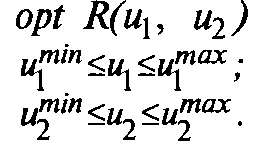 opt R(u₁, u₂)
u₁ᵐⁱⁿ≤u₁≤u₁ᵐᵃˣ;
u₂ᵐⁱⁿ≤u₂≤u₂ᵐᵃˣ.